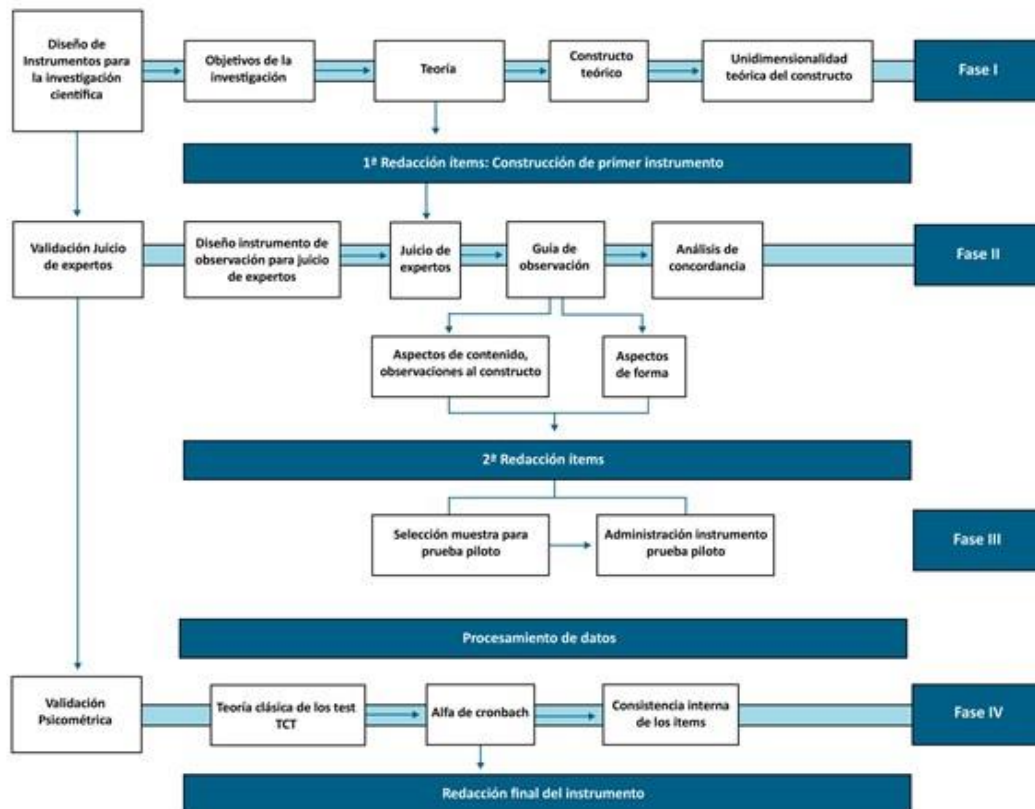 Diseño de
Instrumentos para
la investigación
científica
Objetivos de la
investigación
Teoría
Constructo
teórico
Unidimensionalidad
teórica del constructo
Fase I
1ª Redacción ítems: Construcción de primer instrumento
Validación Juicio
de expertos
Diseño instrumento de
observación para juicio
de expertos
Juicio de
expertos
Guia de
observación
Análisis de
concordancia
Fase II
Aspectos de contenido,
observaciones al constructo
Aspectos
de forma
2ª Redacción ítems
Selección muestra para
prueba piloto
Administración instrumento
prueba piloto
Fase III
Procesamiento de datos
Validación
Psicométrica
Teoría clásica de los test
TCT
Alfa de cronbach
Consistencia interna
de los ítems
Fase IV
Redacción final del instrumento